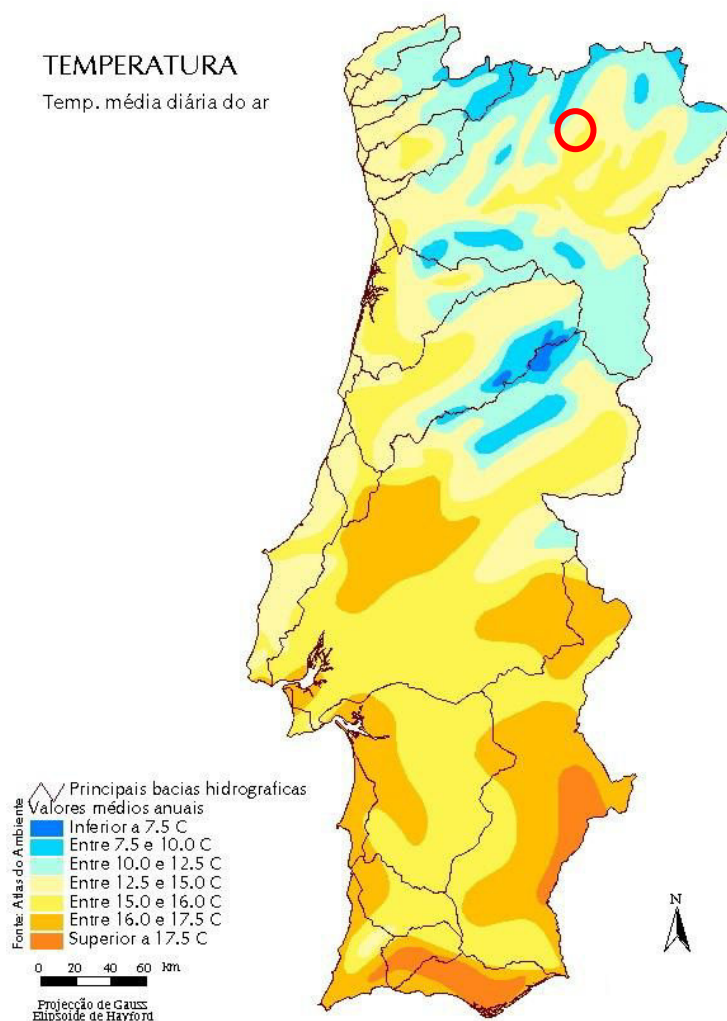 TEMPERATURA
Temp. média diária do ar
Principais bacias hidrograficas
Valores médios anuais
Inferior a 7.5 C
Entre 7.5 e 10.0 C
Entre 10.0 e 12.5 C
Entre 12.5 e 15.0 C
Entre 15.0 e 16.0 C
Entre 16.0 e 17.5 C
Superior a 17.5 C
Fonte: Atlas do Ambiente
0 20 40 60 km
Projecção de Gauss
Elipsoide de Hayford
N